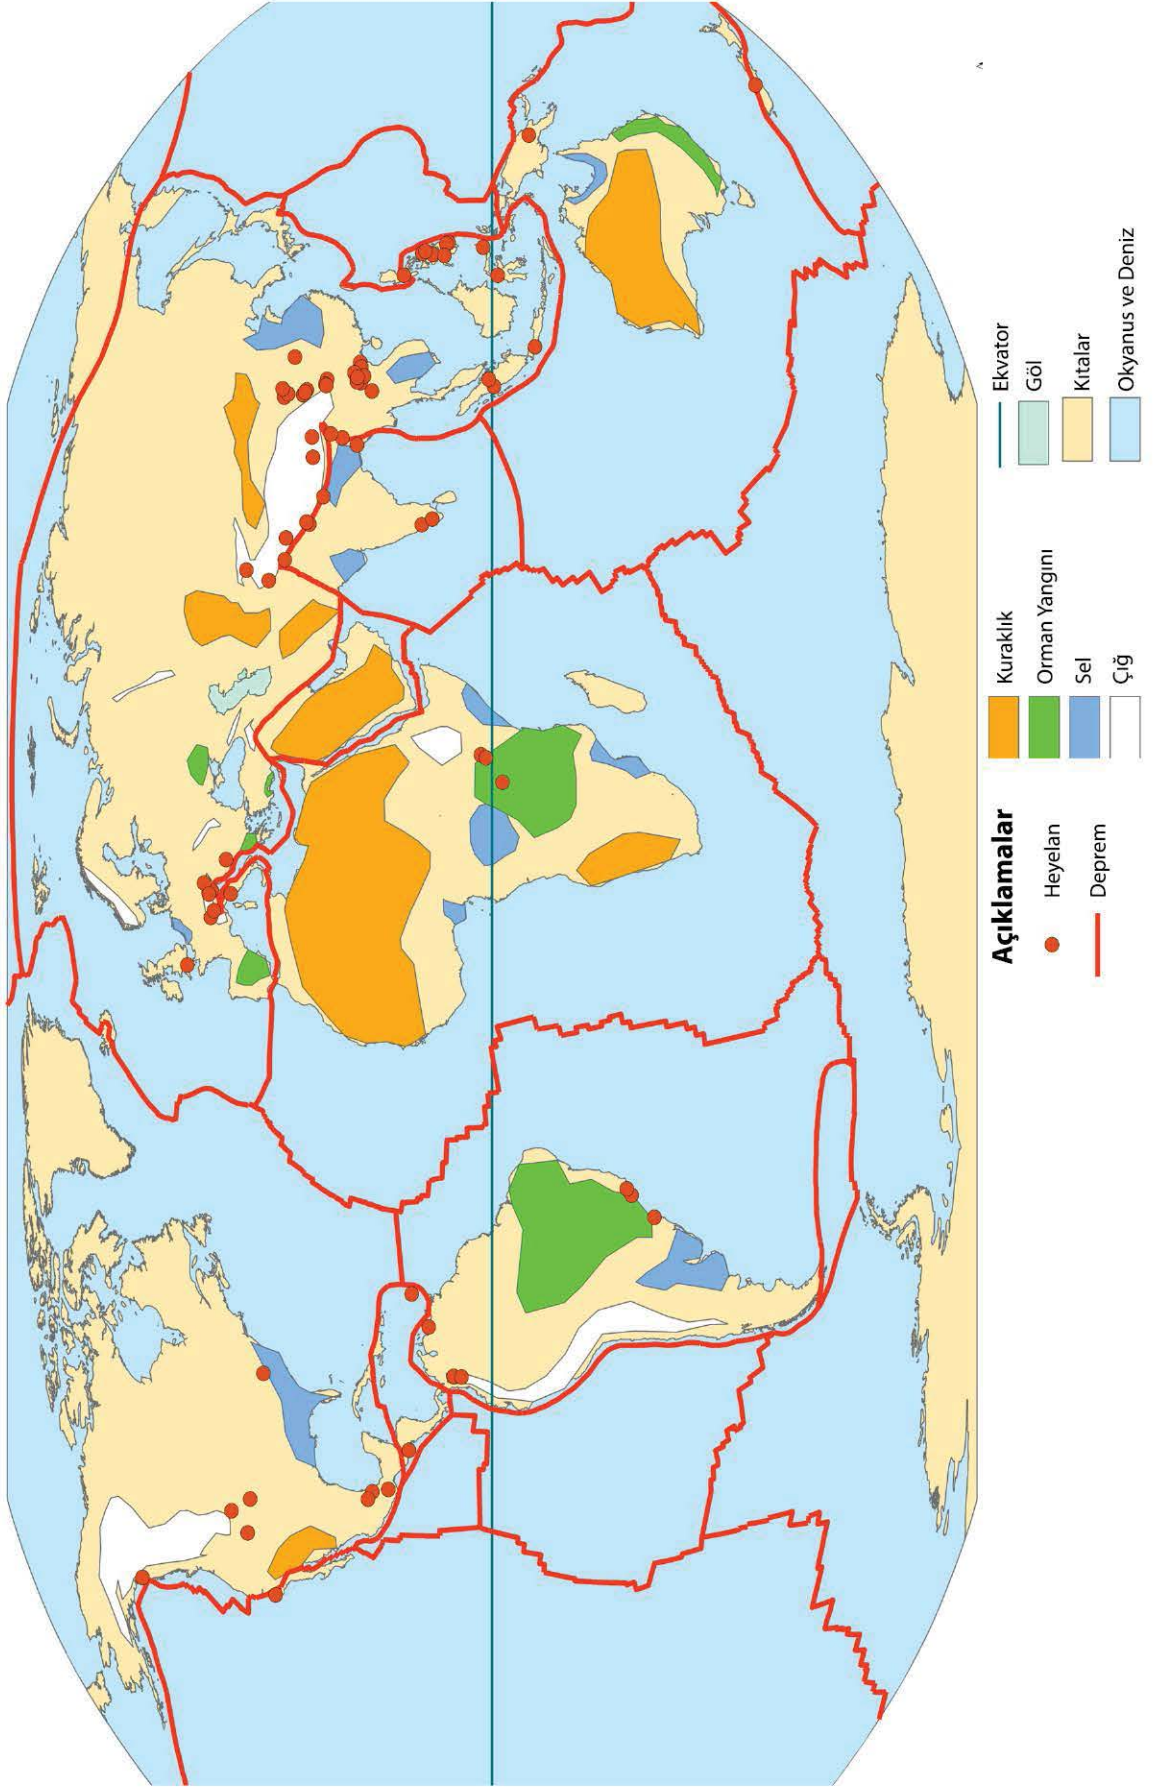 Açıklamalar
Heyelan
Deprem
Kuraklık
Orman Yangını
Sel
Çığ
Ekvator
Göl
Kıtalar
Okyanus ve Deniz